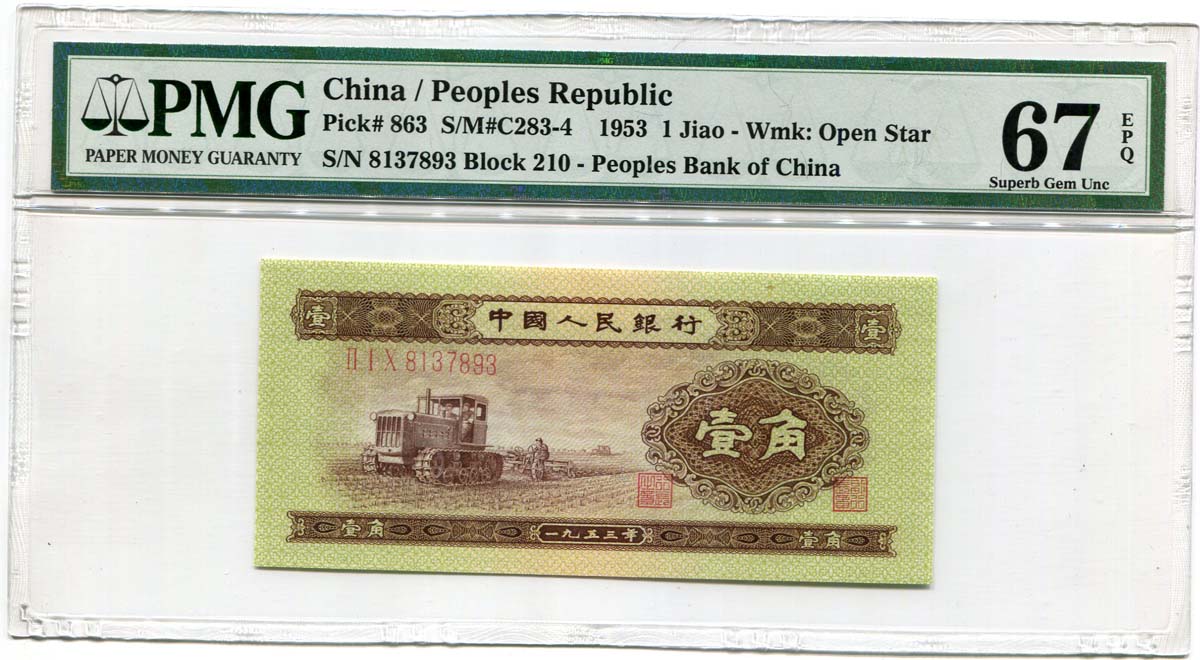 PMG
PAPER MONEY GUARANTY
China / Peoples Republic
Pick# 863 S/M#C283-4 1953 1 Jiao - Wmk: Open Star
S/N 8137893 Block 210 - Peoples Bank of China
67
EPQ
Superb Gem Unc
壹 中國人民銀行 壹
II I X 8137893
壹角
壹角 一九五三年 壹角